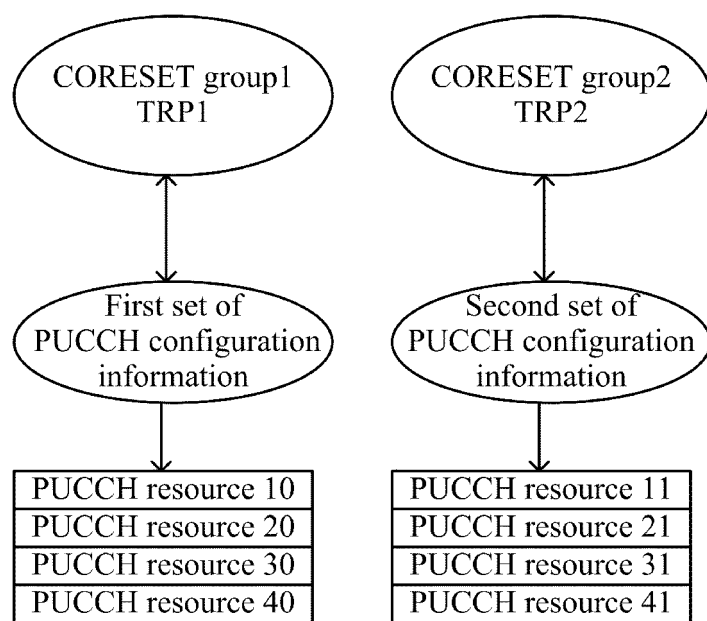 CORESET group1
TRP1
CORESET group2
TRP2
First set of
PUCCH configuration
information
Second set of
PUCCH configuration
information
PUCCH resource 10
PUCCH resource 20
PUCCH resource 30
PUCCH resource 40
PUCCH resource 11
PUCCH resource 21
PUCCH resource 31
PUCCH resource 41